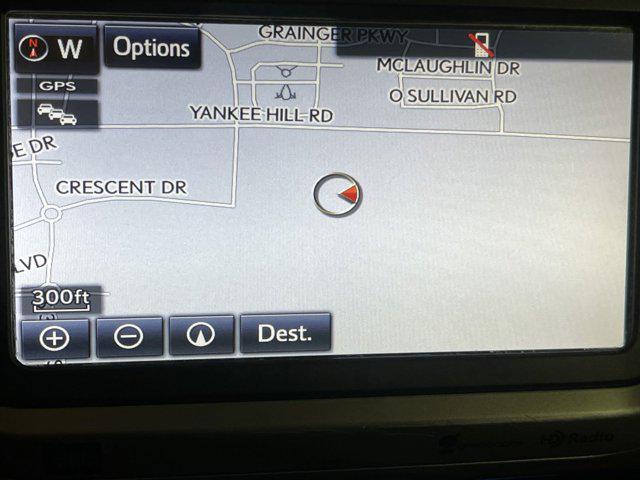 GRAINGER PKWY
N W
Options
MCLAUGHLIN DR
GPS
O SULLIVAN RD
YANKEE HILL RD
E DR
CRESCENT DR
LVD
300ft
Dest.
HD Radio